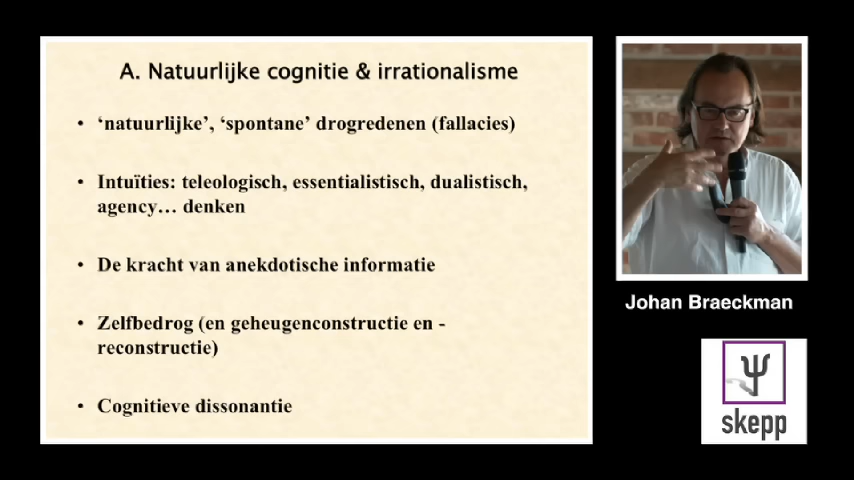 A. Natuurlijke cognitie & irrationalisme
• ‘natuurlijke’, ‘spontane’ drogredenen (fallacies)
• Intuïties: teleologisch, essentialistisch, dualistisch,
agency… denken
• De kracht van anekdotische informatie
• Zelfbedrog (en geheugenconstructie en -
reconstructie)
• Cognitieve dissonantie
Johan Braeckman
skepp